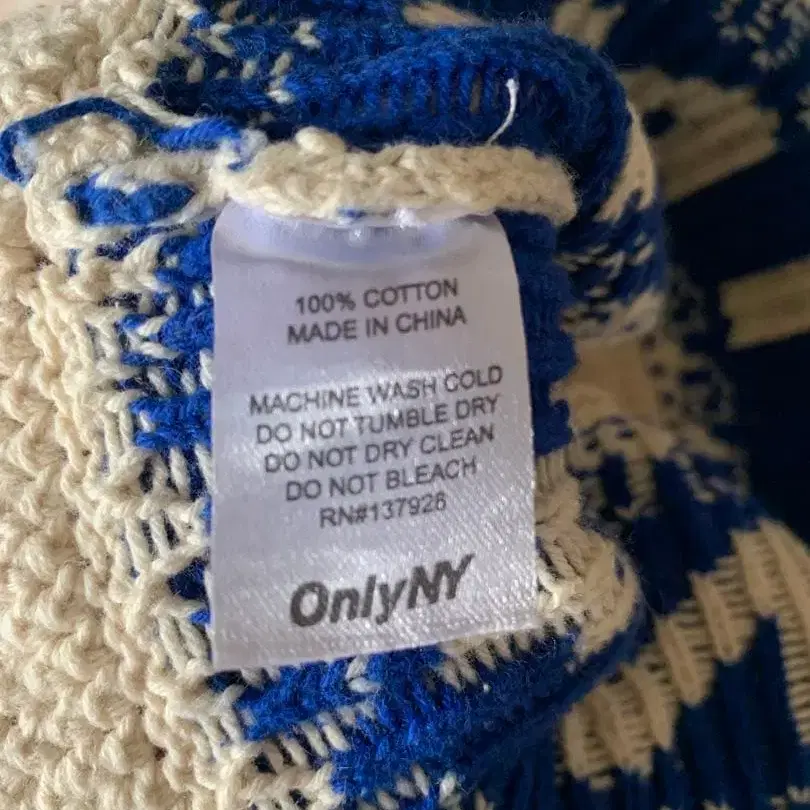 100% COTTON
MADE IN CHINA
MACHINE WASH COLD
DO NOT TUMBLE DRY
DO NOT DRY CLEAN
DO NOT BLEACH
RN#137926
OnlyNY